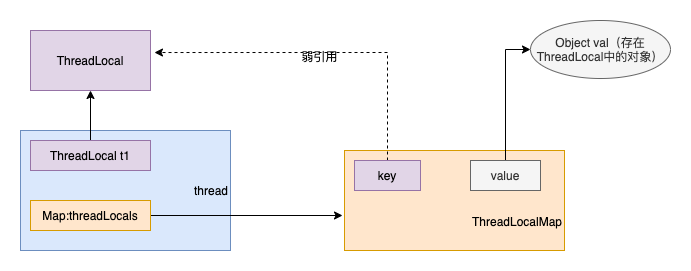 ThreadLocal
弱引用
Object val（存在
ThreadLocal中的对象）
ThreadLocal t1
thread
Map:threadLocals
key
value
ThreadLocalMap